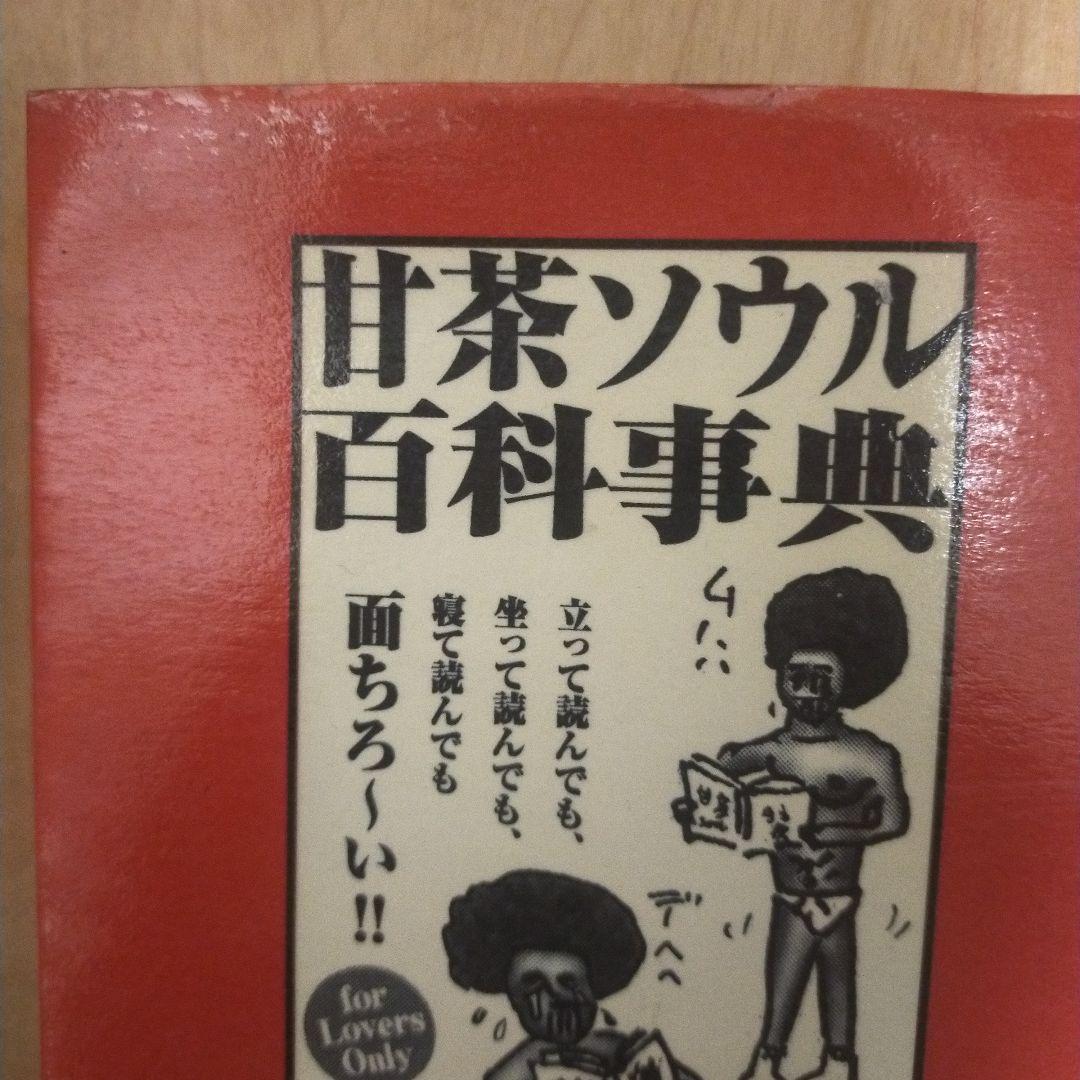 甘茶ソウル
百科事典
立って読んでも、
坐って読んでも、
寝て読んでも
面ちろ〜い!!
ムハ
デヘヘ
for
Lovers
Only